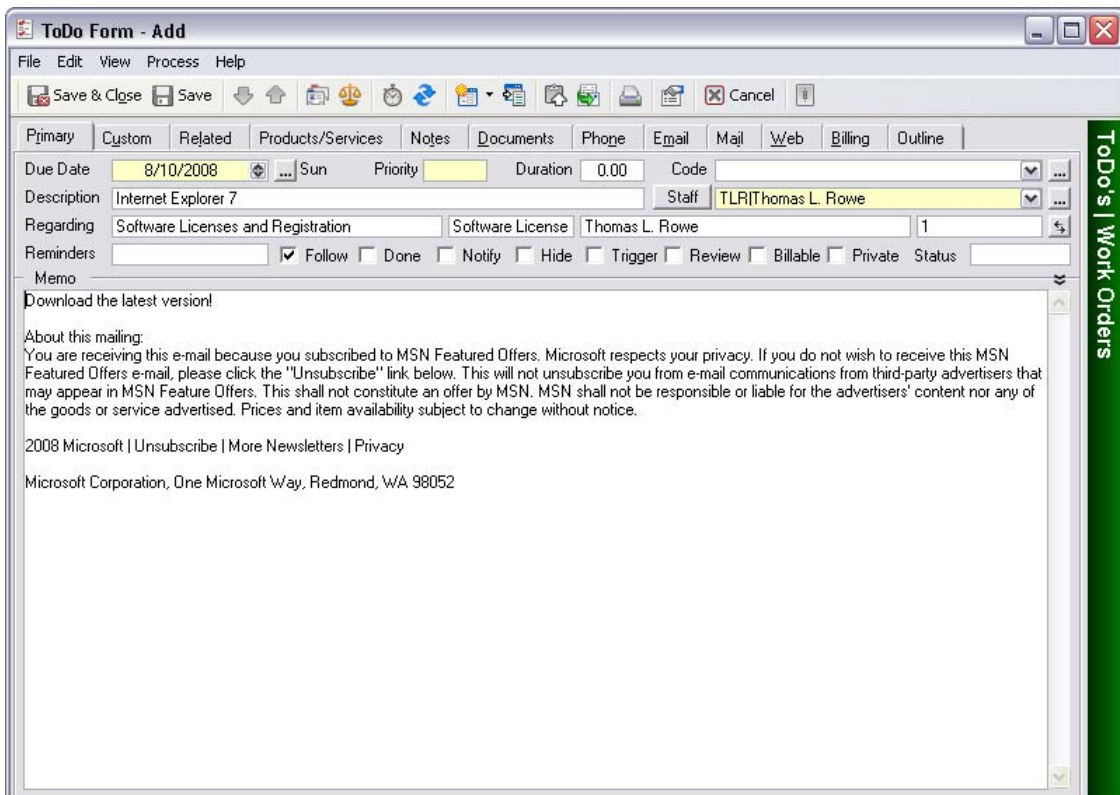 ToDo Form - Add
File Edit View Process Help
Save & Close Save Cancel
Primary Custom Related Products/Services Notes Documents Phone Email Mail Web Billing Outline
Due Date 8/10/2008 ... Sun Priority Duration 0.00 Code ...
Description Internet Explorer 7 Staff TLR|Thomas L. Rowe ...
Regarding Software Licenses and Registration Software License Thomas L. Rowe 1
Reminders Follow Done Notify Hide Trigger Review Billable Private Status
Memo
Download the latest version!
About this mailing:
You are receiving this e-mail because you subscribed to MSN Featured Offers. Microsoft respects your privacy. If you do not wish to receive this MSN
Featured Offers e-mail, please click the "Unsubscribe" link below. This will not unsubscribe you from e-mail communications from third-party advertisers that
may appear in MSN Feature Offers. This shall not constitute an offer by MSN. MSN shall not be responsible or liable for the advertisers' content nor any of
the goods or service advertised. Prices and item availability subject to change without notice.
2008 Microsoft | Unsubscribe | More Newsletters | Privacy
Microsoft Corporation, One Microsoft Way, Redmond, WA 98052
ToDo's | Work Orders